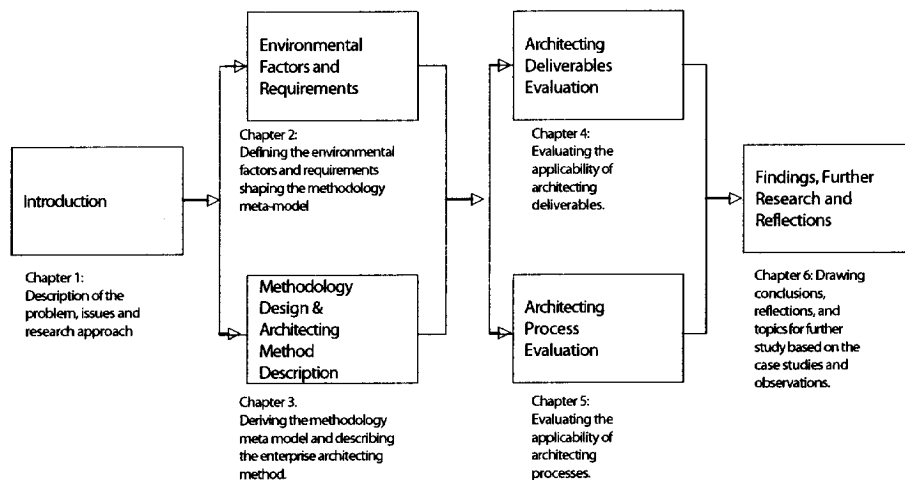 Introduction
Chapter 1:
Description of the
problem, issues and
research approach
Environmental
Factors and
Requirements
Chapter 2:
Defining the environmental
factors and requirements
shaping the methodology
meta-model
Methodology
Design &
Architecting
Method
Description
Chapter 3.
Deriving the methodology
meta model and describing
the enterprise architecting
method.
Architecting
Deliverables
Evaluation
Chapter 4:
Evaluating the
applicability of
architecting
deliverables.
Architecting
Process
Evaluation
Chapter 5:
Evaluating the
applicability of
architecting
processes.
Findings, Further
Research and
Reflections
Chapter 6: Drawing
conclusions,
reflections, and
topics for further
study based on the
case studies and
observations.